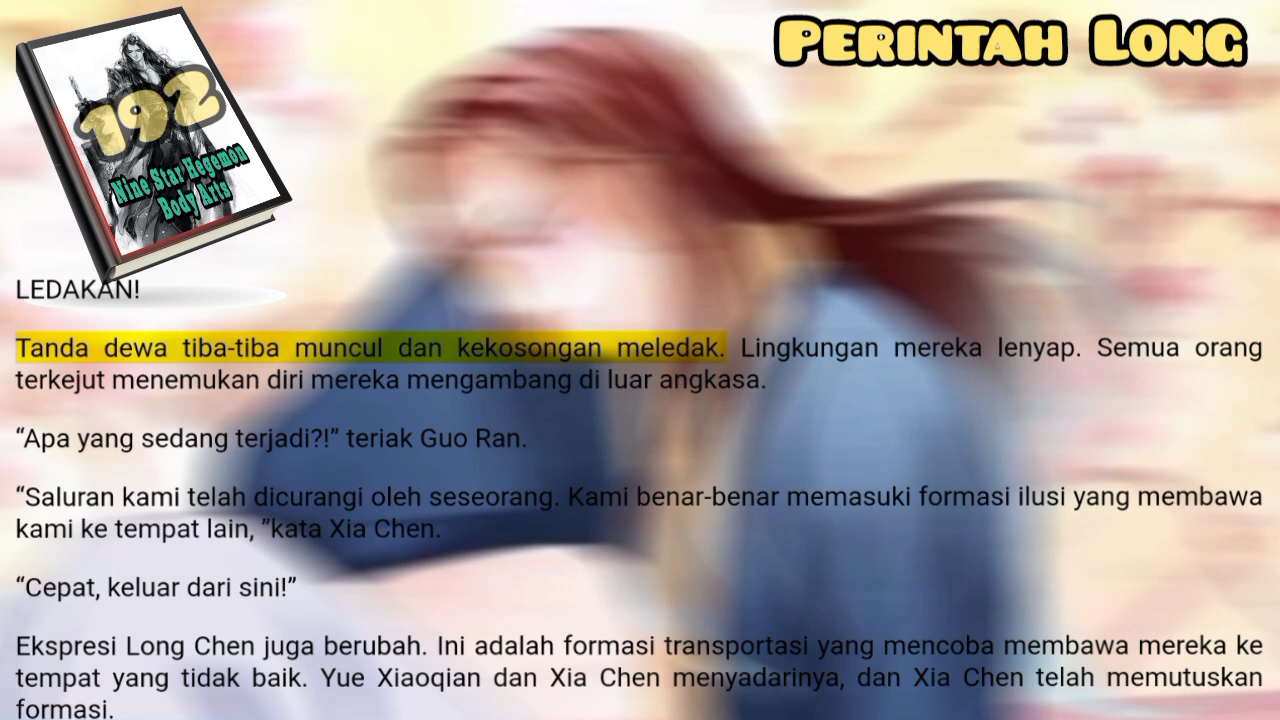 PERINTAH LONG
192
Nine Star Hegemon
Body Arts
LEDAKAN!
Tanda dewa tiba-tiba muncul dan kekosongan meledak. Lingkungan mereka lenyap. Semua orang
terkejut menemukan diri mereka mengambang di luar angkasa.
“Apa yang sedang terjadi?!” teriak Guo Ran.
“Saluran kami telah dicurangi oleh seseorang. Kami benar-benar memasuki formasi ilusi yang membawa
kami ke tempat lain, ”kata Xia Chen.
“Cepat, keluar dari sini!”
Ekspresi Long Chen juga berubah. Ini adalah formasi transportasi yang mencoba membawa mereka ke
tempat yang tidak baik. Yue Xiaoqian dan Xia Chen menyadarinya, dan Xia Chen telah memutuskan
formasi.